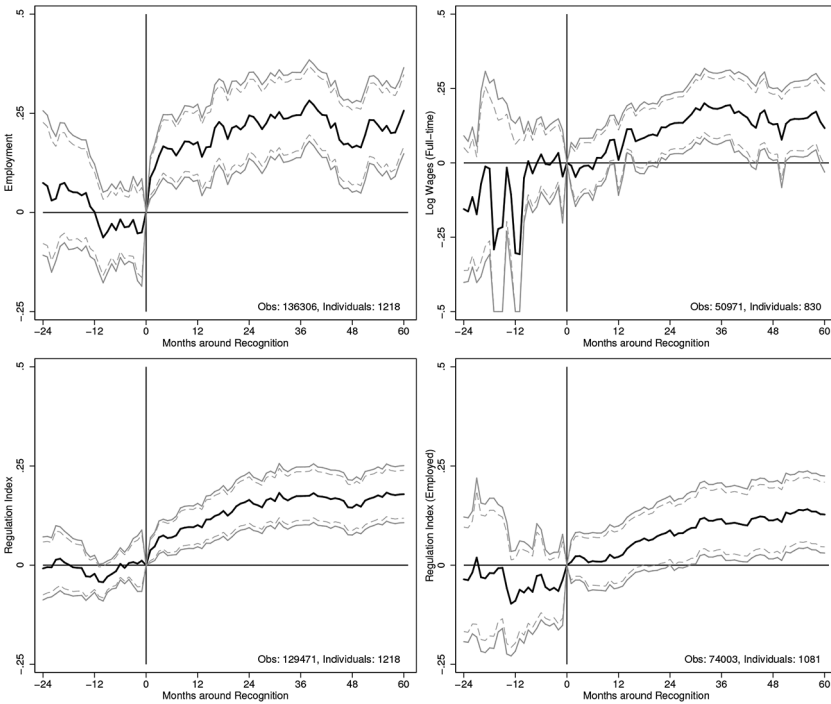 .5
.25
0
-.25
Employment
Obs: 136306, Individuals: 1218
-24 -12 0 12 24 36 48 60
Months around Recognition
.5
.25
0
-.25
-.5
Log Wages (Full-time)
Obs: 50971, Individuals: 830
-24 -12 0 12 24 36 48 60
Months around Recognition
.5
.25
0
-.25
Regulation Index
Obs: 129471, Individuals: 1218
-24 -12 0 12 24 36 48 60
Months around Recognition
.5
.25
0
-.25
Regulation Index (Employed)
Obs: 74003, Individuals: 1081
-24 -12 0 12 24 36 48 60
Months around Recognition